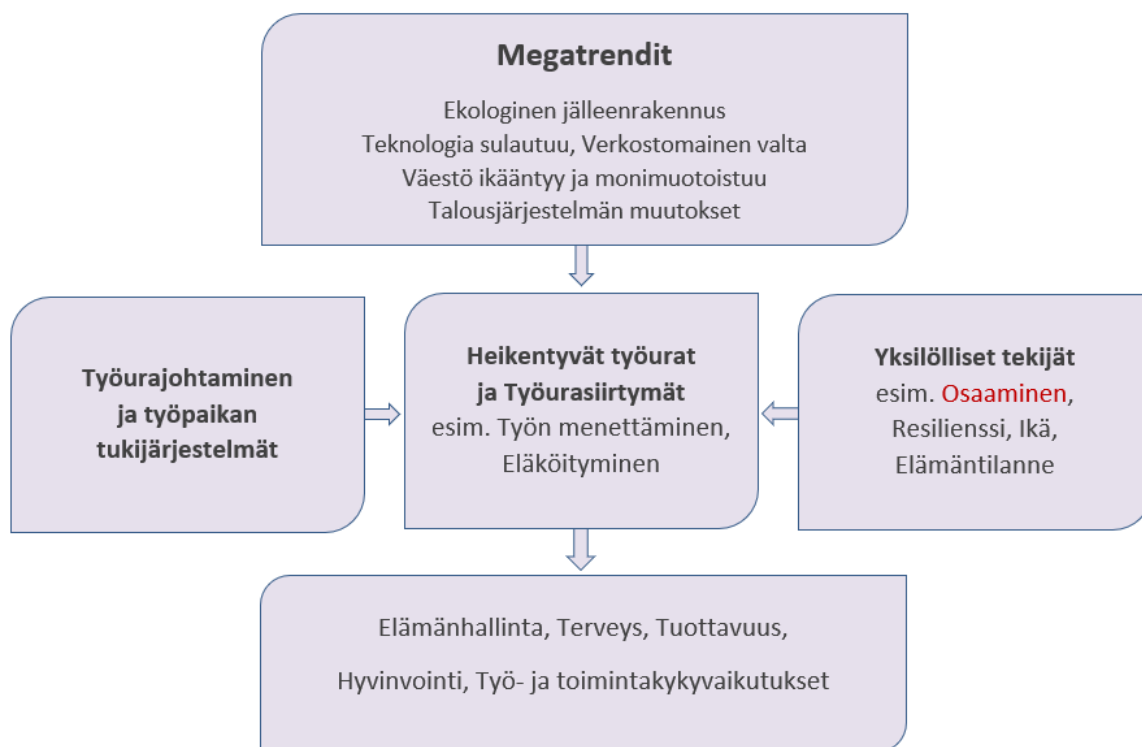 Megatrendit
Ekologinen jälleenrakennus
Teknologia sulautuu, Verkostomainen valta
Väestö ikääntyy ja monimuotoistuu
Talousjärjestelmän muutokset
Työurajohtaminen
ja työpaikan
tukijärjestelmät
Heikentyvät työurat
ja Työurasiirtymät
esim. Työn menettäminen,
Eläköityminen
Yksilölliset tekijät
esim. Osaaminen,
Resilienssi, Ikä,
Elämäntilanne
Elämänhallinta, Terveys, Tuottavuus,
Hyvinvointi, Työ- ja toimintakykyvaikutukset